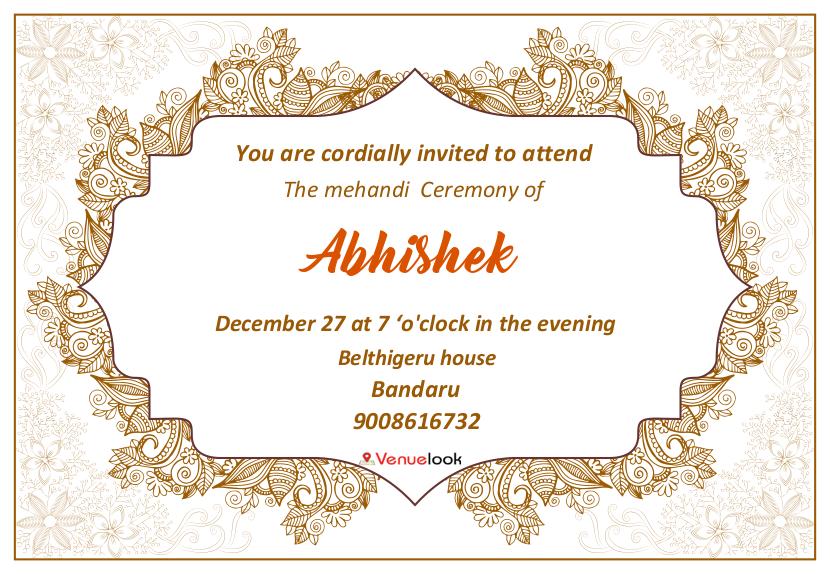 You are cordially invited to attend
The mehandi Ceremony of
Abhishek
December 27 at 7 ‘o'clock in the evening
Belthigeru house
Bandaru
9008616732
Venuelook